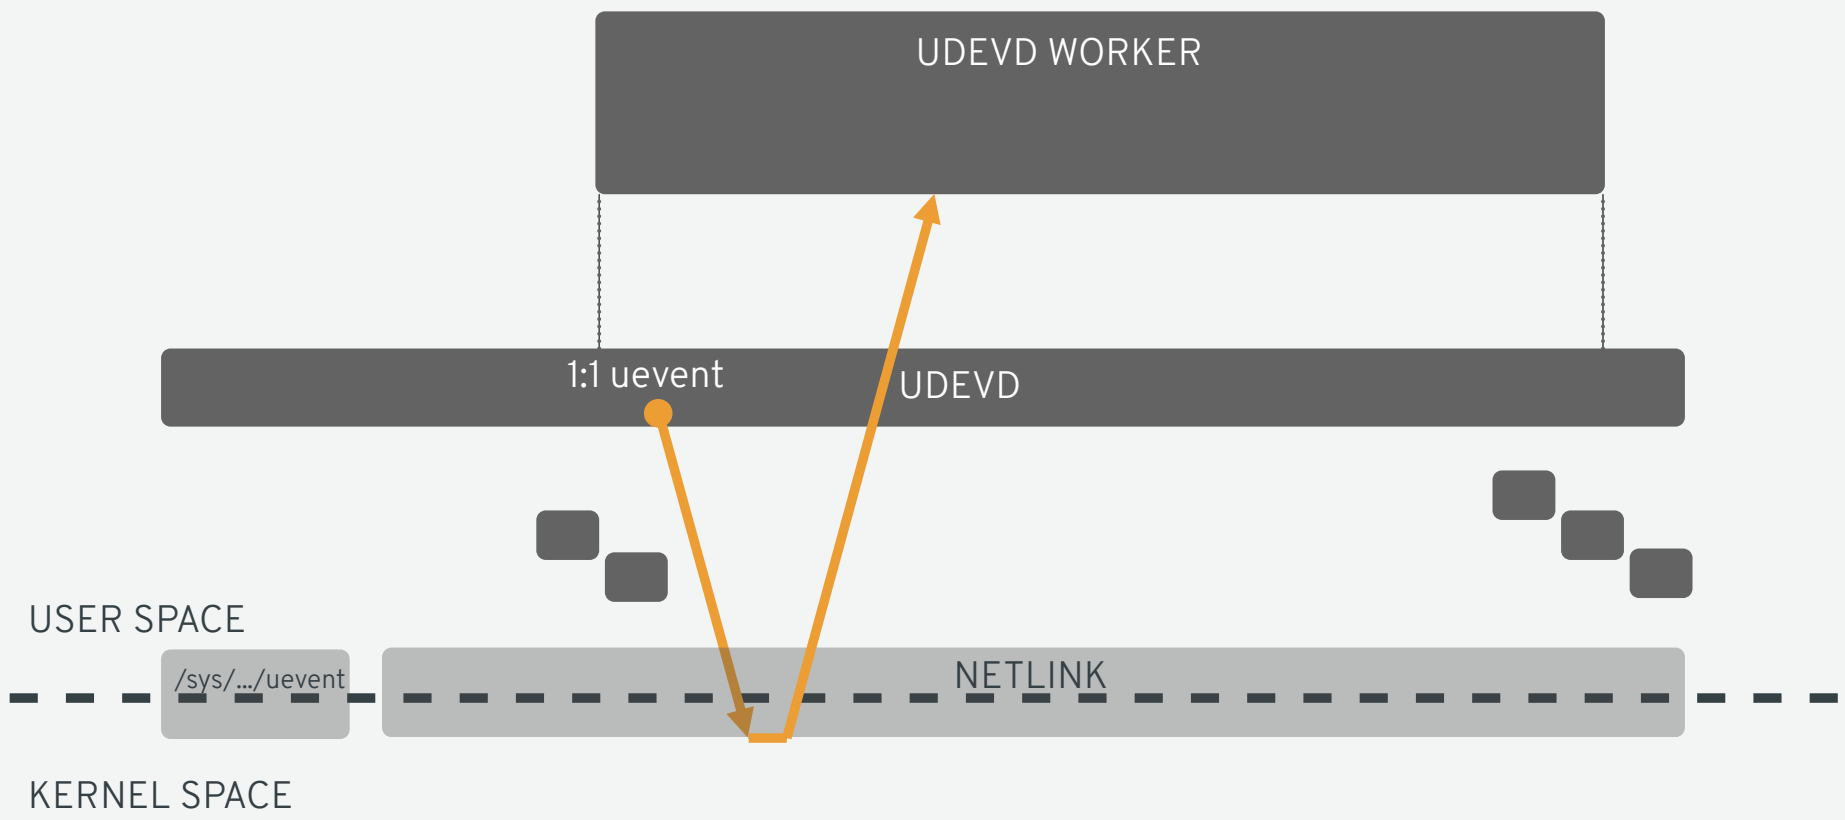 UDEVD WORKER
1:1 uevent
UDEVD
USER SPACE
/sys/.../uevent
NETLINK
KERNEL SPACE